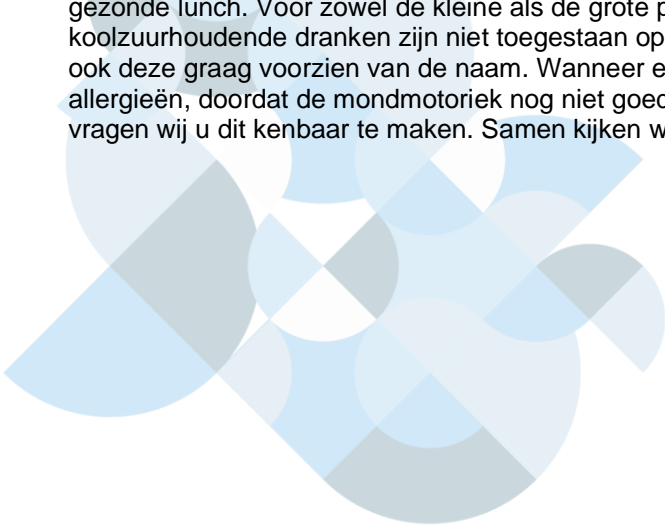 gezonde lunch. Voor zowel de kleine als de grote p
koolzuurhoudende dranken zijn niet toegestaan op
ook deze graag voorzien van de naam. Wanneer e
allergieën, doordat de mondmotoriek nog niet goed
vragen wij u dit kenbaar te maken. Samen kijken w